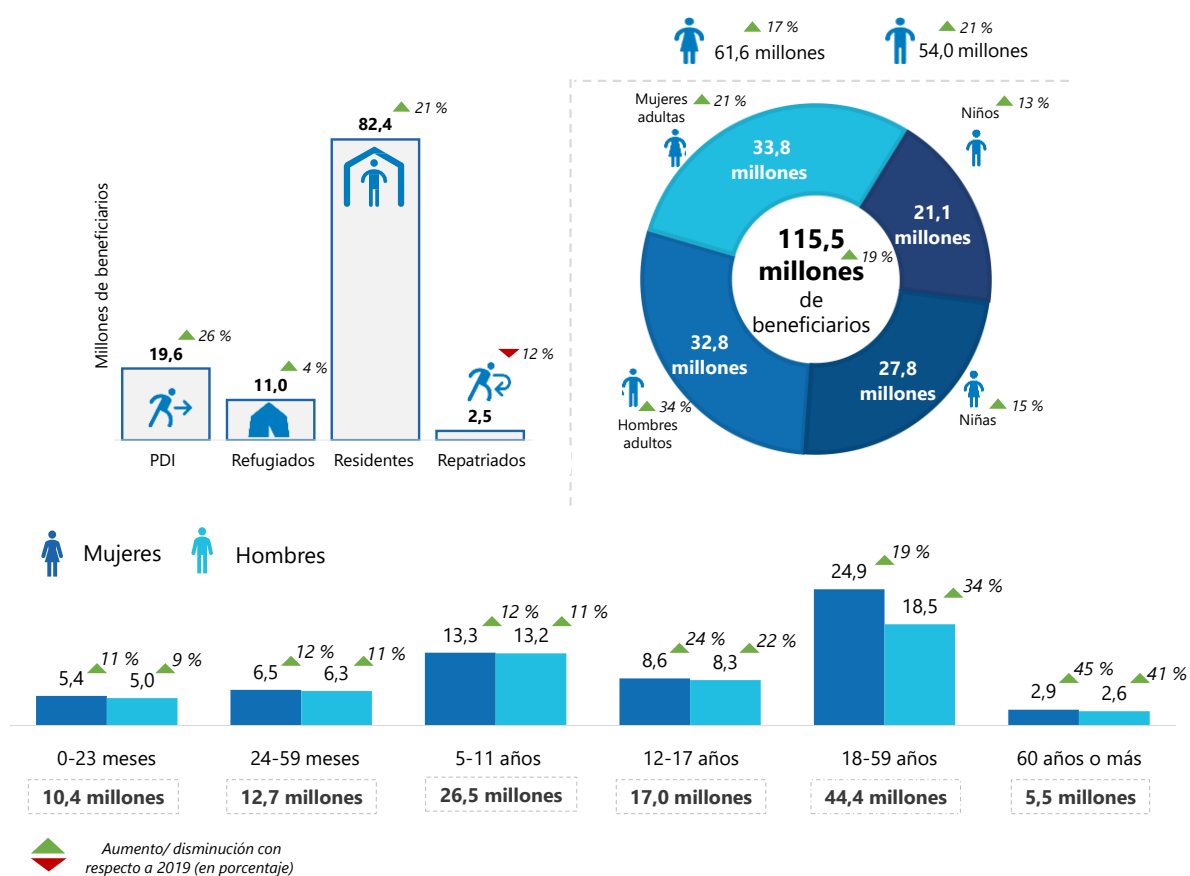 17 %
61,6 millones
21 %
54,0 millones
Millones de beneficiarios
26 %
19,6
4 %
11,0
21 %
82,4
12 %
2,5
PDI
Refugiados
Residentes
Repatriados
Mujeres
adultas
21 %
Niños
13 %
33,8
millones
21,1
millones
115,5
millones
19 %
de
beneficiarios
32,8
millones
27,8
millones
34 %
Hombres
adultos
15 %
Niñas
Mujeres
Hombres
5,4
11 %
5,0
9 %
6,5
12 %
6,3
11 %
13,3
12 %
13,2
11 %
8,6
24 %
8,3
22 %
24,9
19 %
18,5
34 %
2,9
45 %
2,6
41 %
0-23 meses
24-59 meses
5-11 años
12-17 años
18-59 años
60 años o más
10,4 millones
12,7 millones
26,5 millones
17,0 millones
44,4 millones
5,5 millones
Aumento/ disminución con
respecto a 2019 (en porcentaje)